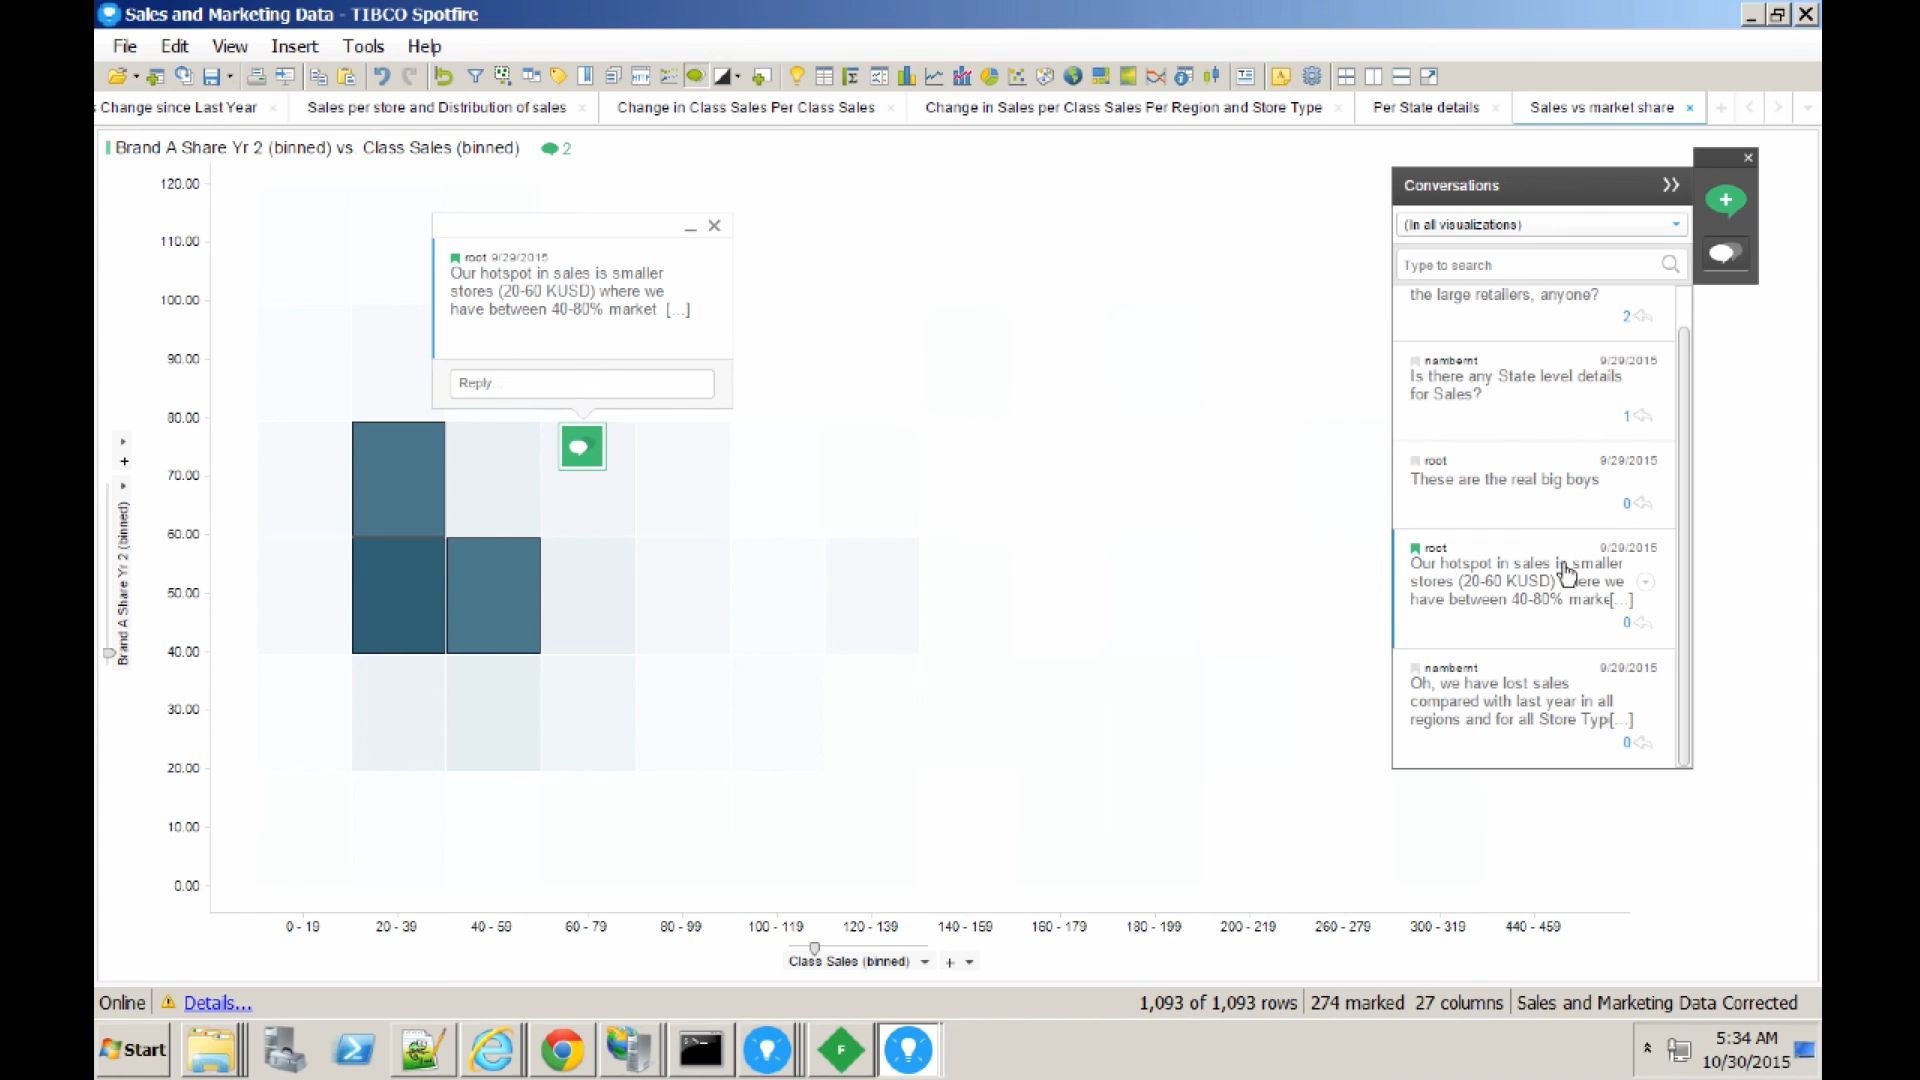 Sales and Marketing Data - TIBCO Spotfire
File Edit View Insert Tools Help
s Change since Last Year
Sales per store and Distribution of sales
Change in Class Sales Per Class Sales
Change in Sales per Class Sales Per Region and Store Type
Per State details
Sales vs market share
Brand A Share Yr 2 (binned) vs. Class Sales (binned)
2
120.00
110.00
100.00
90.00
80.00
70.00
60.00
50.00
40.00
30.00
20.00
10.00
0.00
Brand A Share Yr 2 (binned)
root 9/29/2015
Our hotspot in sales is smaller
stores (20-60 KUSD) where we
have between 40-80% market [...]
Reply...
Conversations
(In all visualizations)
Type to search
the large retailers, anyone?
2
nambernt 9/29/2015
Is there any State level details
for Sales?
1
root 9/29/2015
These are the real big boys
0
root 9/29/2015
Our hotspot in sales is smaller
stores (20-60 KUSD) where we
have between 40-80% marke[...]
0
nambernt 9/29/2015
Oh, we have lost sales
compared with last year in all
regions and for all Store Typ[...]
0
0 - 19
20 - 39
40 - 59
60 - 79
80 - 99
100 - 119
120 - 139
140 - 159
160 - 179
180 - 199
200 - 219
260 - 279
300 - 319
440 - 459
Class Sales (binned)
Online
Details...
1,093 of 1,093 rows
274 marked
27 columns
Sales and Marketing Data Corrected
Start
F
5:34 AM
10/30/2015